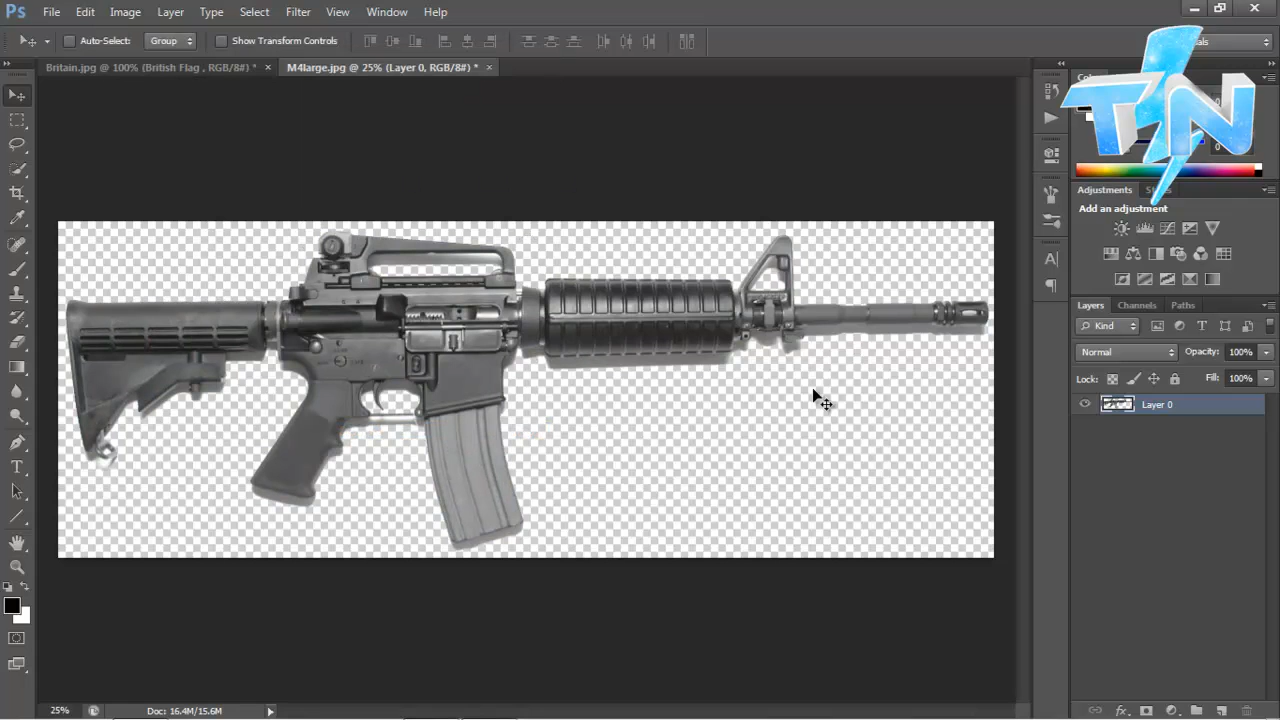 Ps File Edit Image Layer Type Select Filter View Window Help
Auto-Select: Group Show Transform Controls
Britain.jpg @ 100% (British Flag , RGB/8#) * × M4large.jpg @ 25% (Layer 0, RGB/8#) * ×
TN
Adjustments
Add an adjustment
Layers Channels Paths
Kind
Normal Opacity: 100%
Lock: Fill: 100%
Layer 0
25% Doc: 16.4M/15.6M